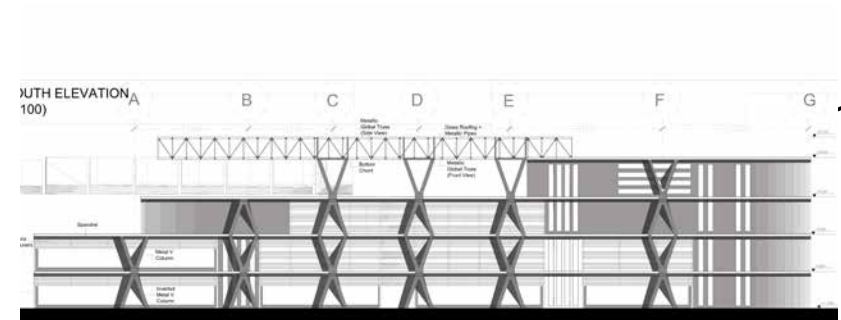 OUTH ELEVATION
100)
A
B
C
D
E
F
G
Metallic
Global Truss
(Side View)
Glass Roofing +
Metallic Pipes
Bottom
Chord
Metallic
Global Truss
(Front View)
Spandrel
Metal V
Column
Inverted
Metal V
Column